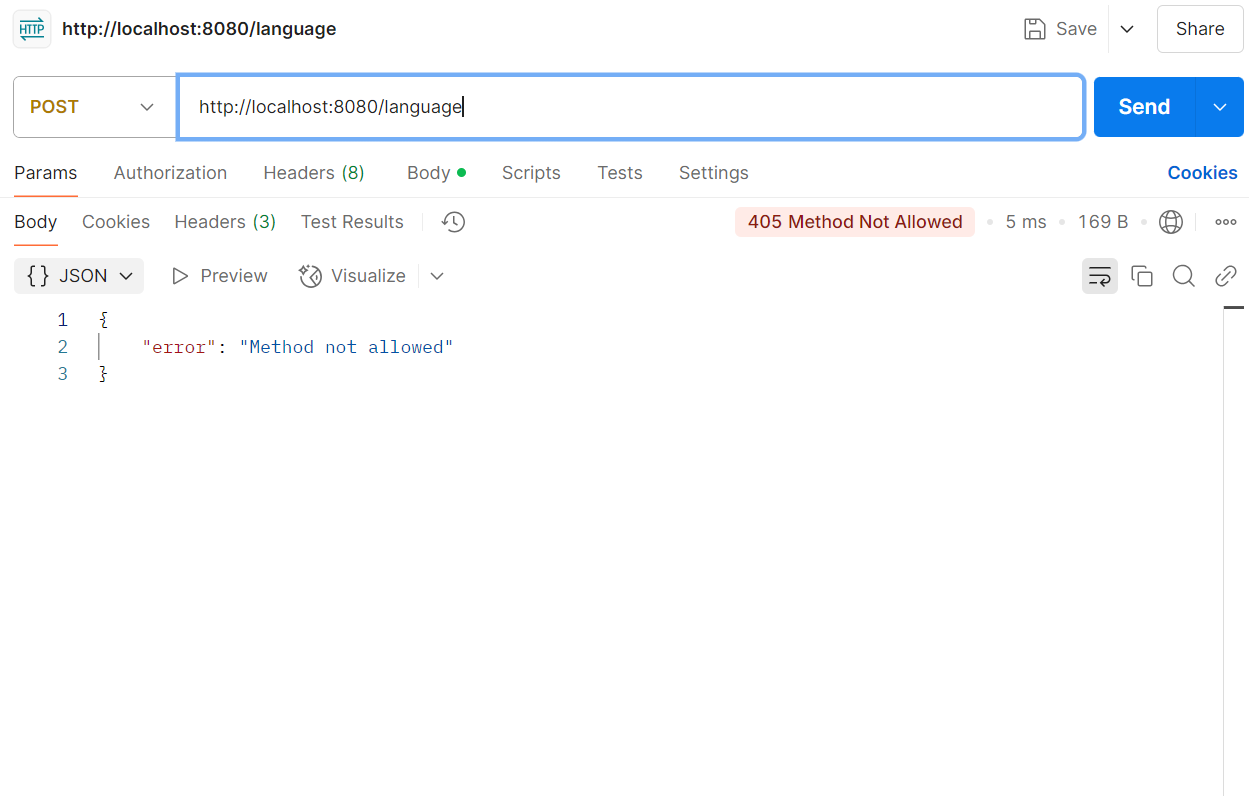 HTTP http://localhost:8080/language Save Share
POST http://localhost:8080/language Send
Params Authorization Headers (8) Body Scripts Tests Settings Cookies
Body Cookies Headers (3) Test Results 405 Method Not Allowed 5 ms 169 B
{} JSON Preview Visualize
1 {
2 "error": "Method not allowed"
3 }